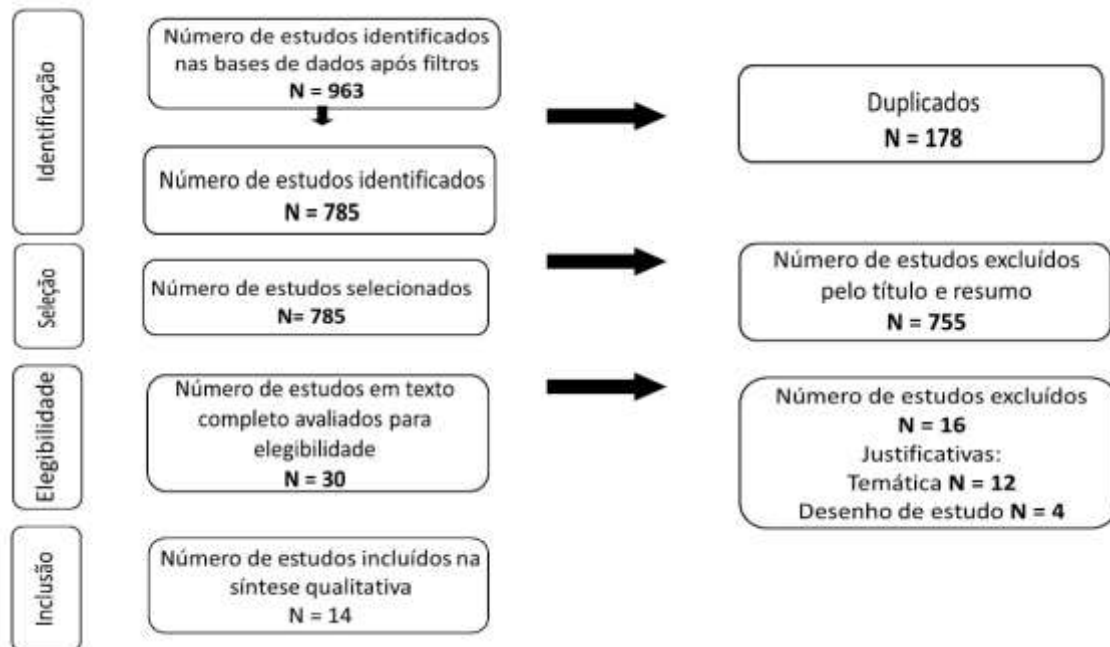 Identificação
Número de estudos identificados
nas bases de dados após filtros
N = 963
Duplicados
N = 178
Número de estudos identificados
N = 785
Seleção
Número de estudos selecionados
N= 785
Número de estudos excluídos
pelo título e resumo
N = 755
Elegibilidade
Número de estudos em texto
completo avaliados para
elegibilidade
N = 30
Número de estudos excluídos
N = 16
Justificativas:
Temática N = 12
Desenho de estudo N = 4
Inclusão
Número de estudos incluídos na
síntese qualitativa
N = 14